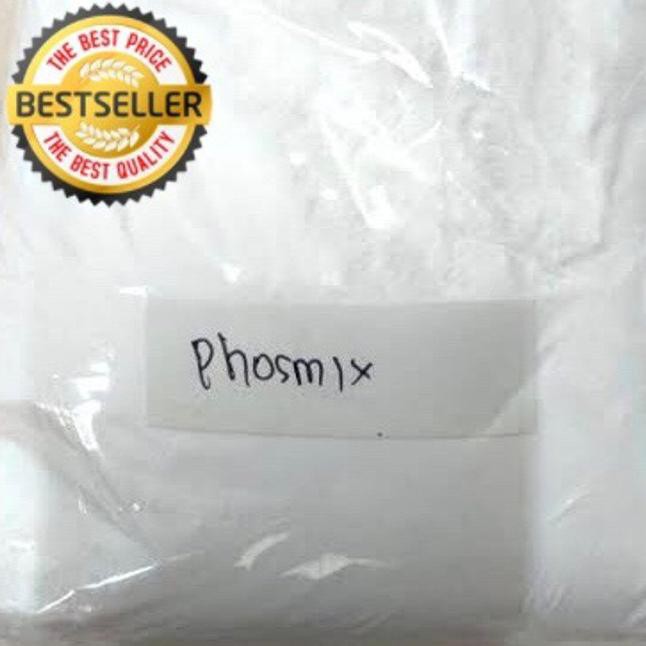 THE BEST PRICE
BESTSELLER
THE BEST QUALITY
Phosmix